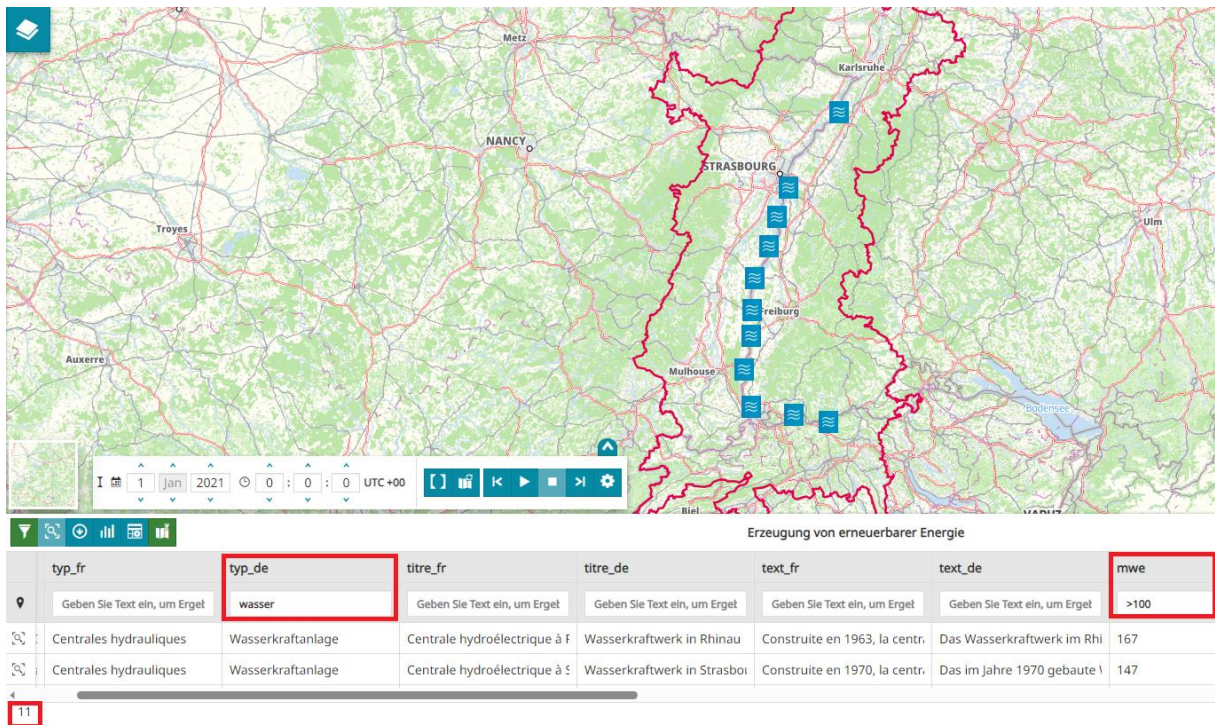 Metz
Karlsruhe
NANCY
STRASBOURG
Troyes
Ulm
Freiburg
Auxerre
Mulhouse
Bodensee
1 Jan 2021 0 : 0 : 0 UTC +00
Biel
VADUZ
Erzeugung von erneuerbarer Energie
typ_fr typ_de titre_fr titre_de text_fr text_de mwe
Geben Sie Text ein, um Ergeb wasser Geben Sie Text ein, um Ergeb Geben Sie Text ein, um Ergeb Geben Sie Text ein, um Ergeb Geben Sie Text ein, um Ergeb >100
Centrales hydrauliques Wasserkraftanlage Centrale hydroélectrique à Wasserkraftwerk in Rhinau Construite en 1963, la centr Das Wasserkraftwerk im Rhi 167
Centrales hydrauliques Wasserkraftanlage Centrale hydroélectrique à S Wasserkraftwerk in Strasbou Construite en 1970, la centr Das im Jahre 1970 gebaute 147
11